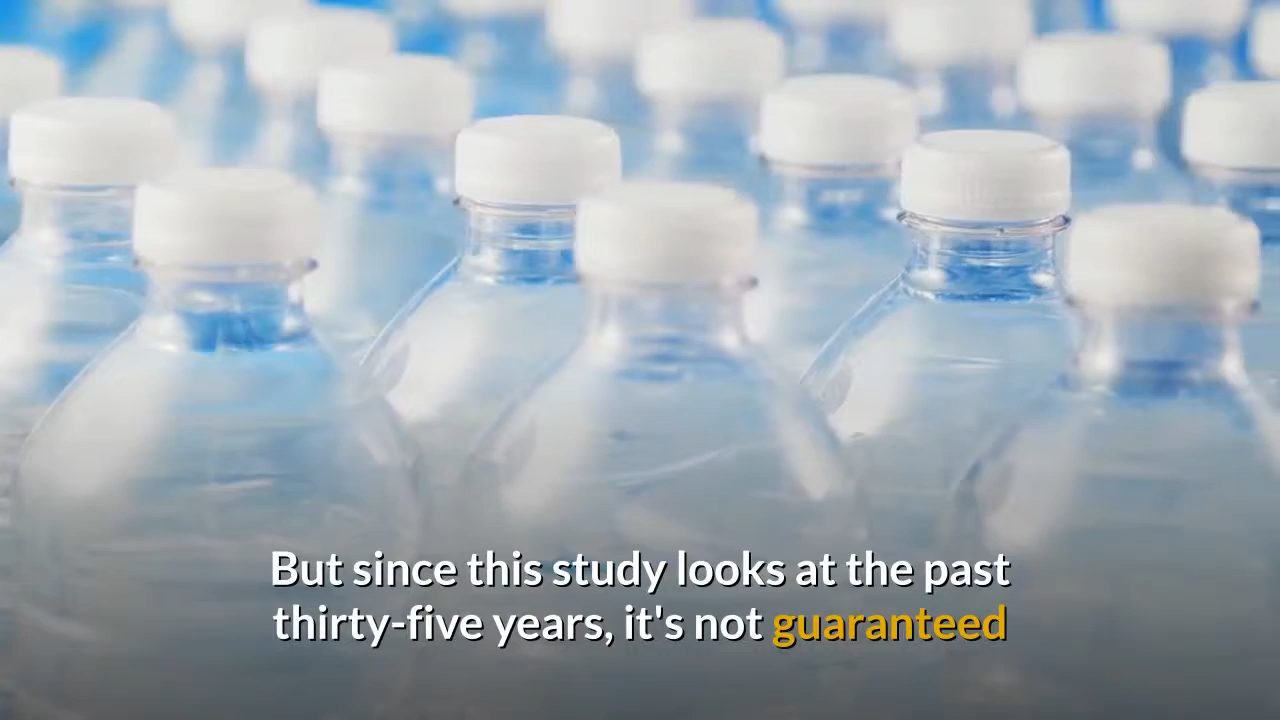 But since this study looks at the past
thirty-five years, it's not guaranteed